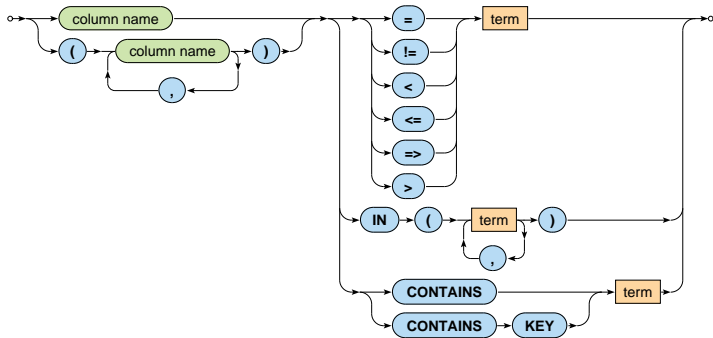 column name = term
( column name ) !=
, <
<=
=>
>
IN ( term )
,
CONTAINS term
CONTAINS KEY